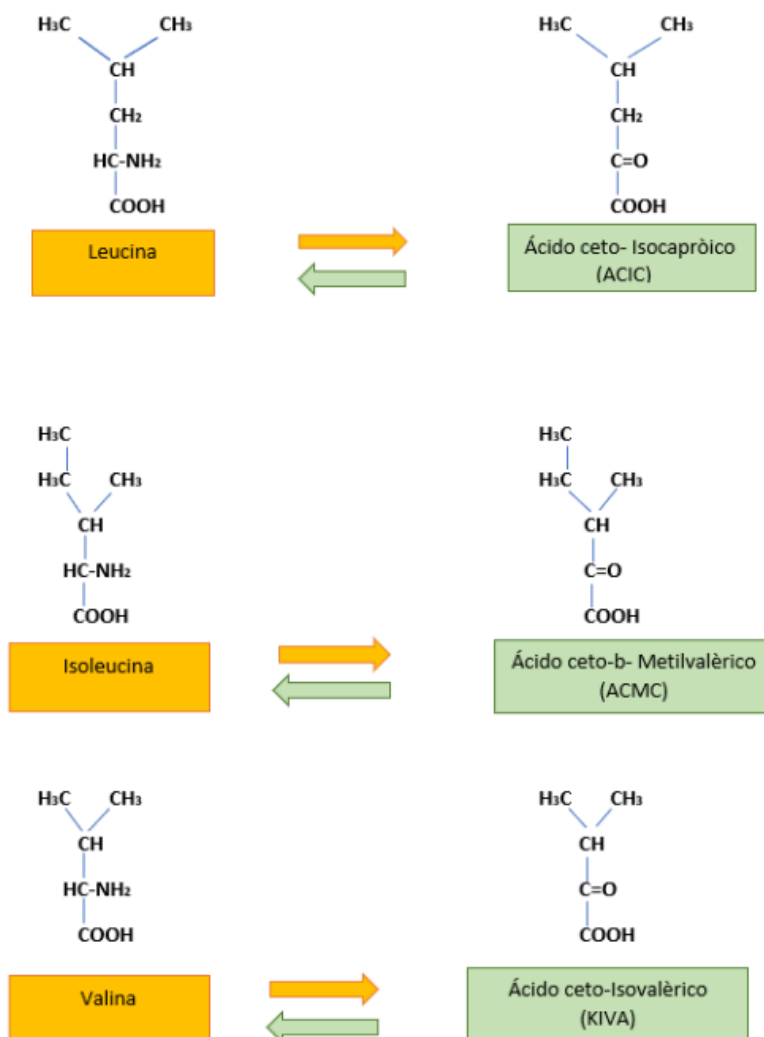 H₃C CH₃ H₃C CH₃
CH CH
CH₂ CH₂
HC-NH₂ C=O
COOH COOH
Leucina Ácido ceto- Isocapròico
(ACIC)
H₃C H₃C
H₃C CH₃ H₃C CH₃
CH CH
HC-NH₂ C=O
COOH COOH
Isoleucina Ácido ceto-b- Metilvalèrico
(ACMC)
H₃C CH₃ H₃C CH₃
CH CH
HC-NH₂ C=O
COOH COOH
Valina Ácido ceto-Isovalèrico
(KIVA)